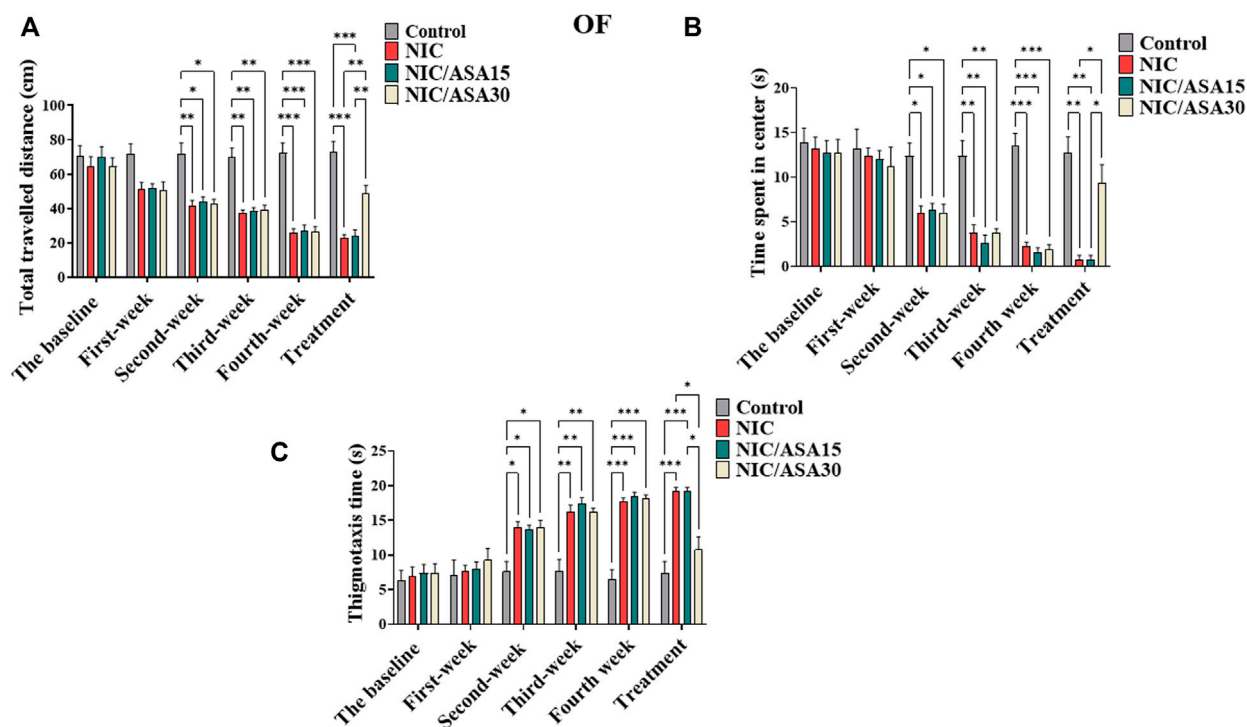 A
OF
B
Control
NIC
NIC/ASA15
NIC/ASA30
***
*
**
***
**
*
**
***
**
**
**
***
***
Total travelled distance (cm)
100
80
60
40
20
0
The baseline
First-week
Second-week
Third-week
Fourth-week
Treatment
Control
NIC
NIC/ASA15
NIC/ASA30
*
**
***
*
*
**
***
**
*
**
***
**
*
Time spent in center (s)
20
15
10
5
0
The baseline
First-week
Second-week
Third-week
Fourth week
Treatment
C
Control
NIC
NIC/ASA15
NIC/ASA30
*
*
**
***
***
*
**
***
*
*
**
***
***
Thigmotaxis time (s)
25
20
15
10
5
0
The baseline
First-week
Second-week
Third-week
Fourth week
Treatment